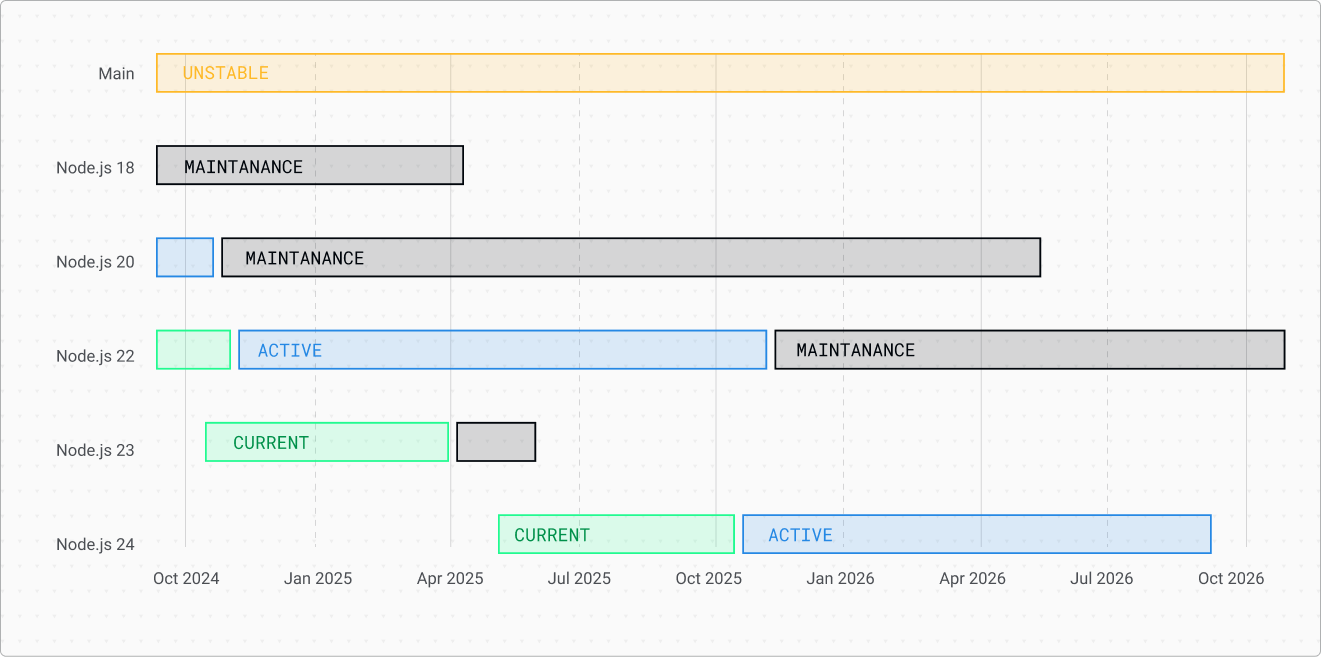 Main
UNSTABLE
Node.js 18
MAINTANANCE
Node.js 20
MAINTANANCE
Node.js 22
ACTIVE
MAINTANANCE
Node.js 23
CURRENT
Node.js 24
CURRENT
ACTIVE
Oct 2024 Jan 2025 Apr 2025 Jul 2025 Oct 2025 Jan 2026 Apr 2026 Jul 2026 Oct 2026